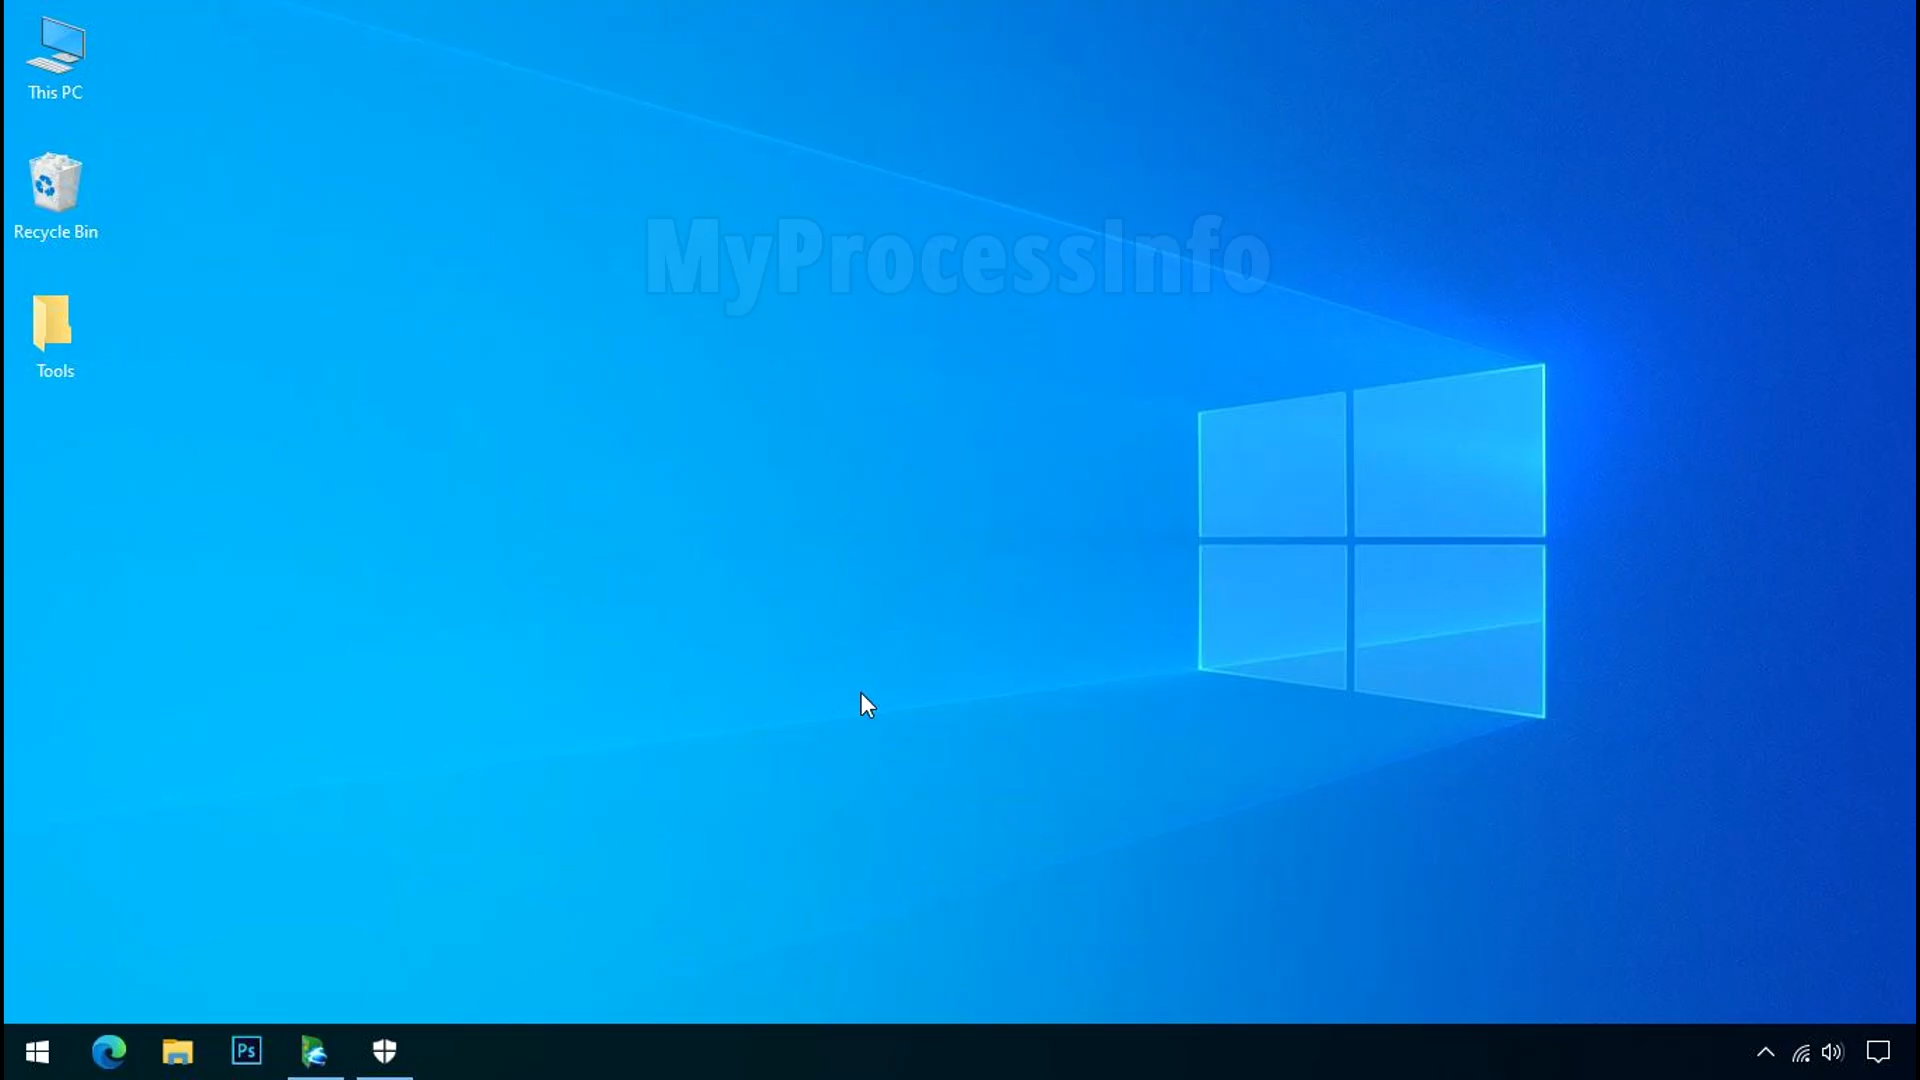 This PC
Recycle Bin
Tools
MyProcessInfo
Ps